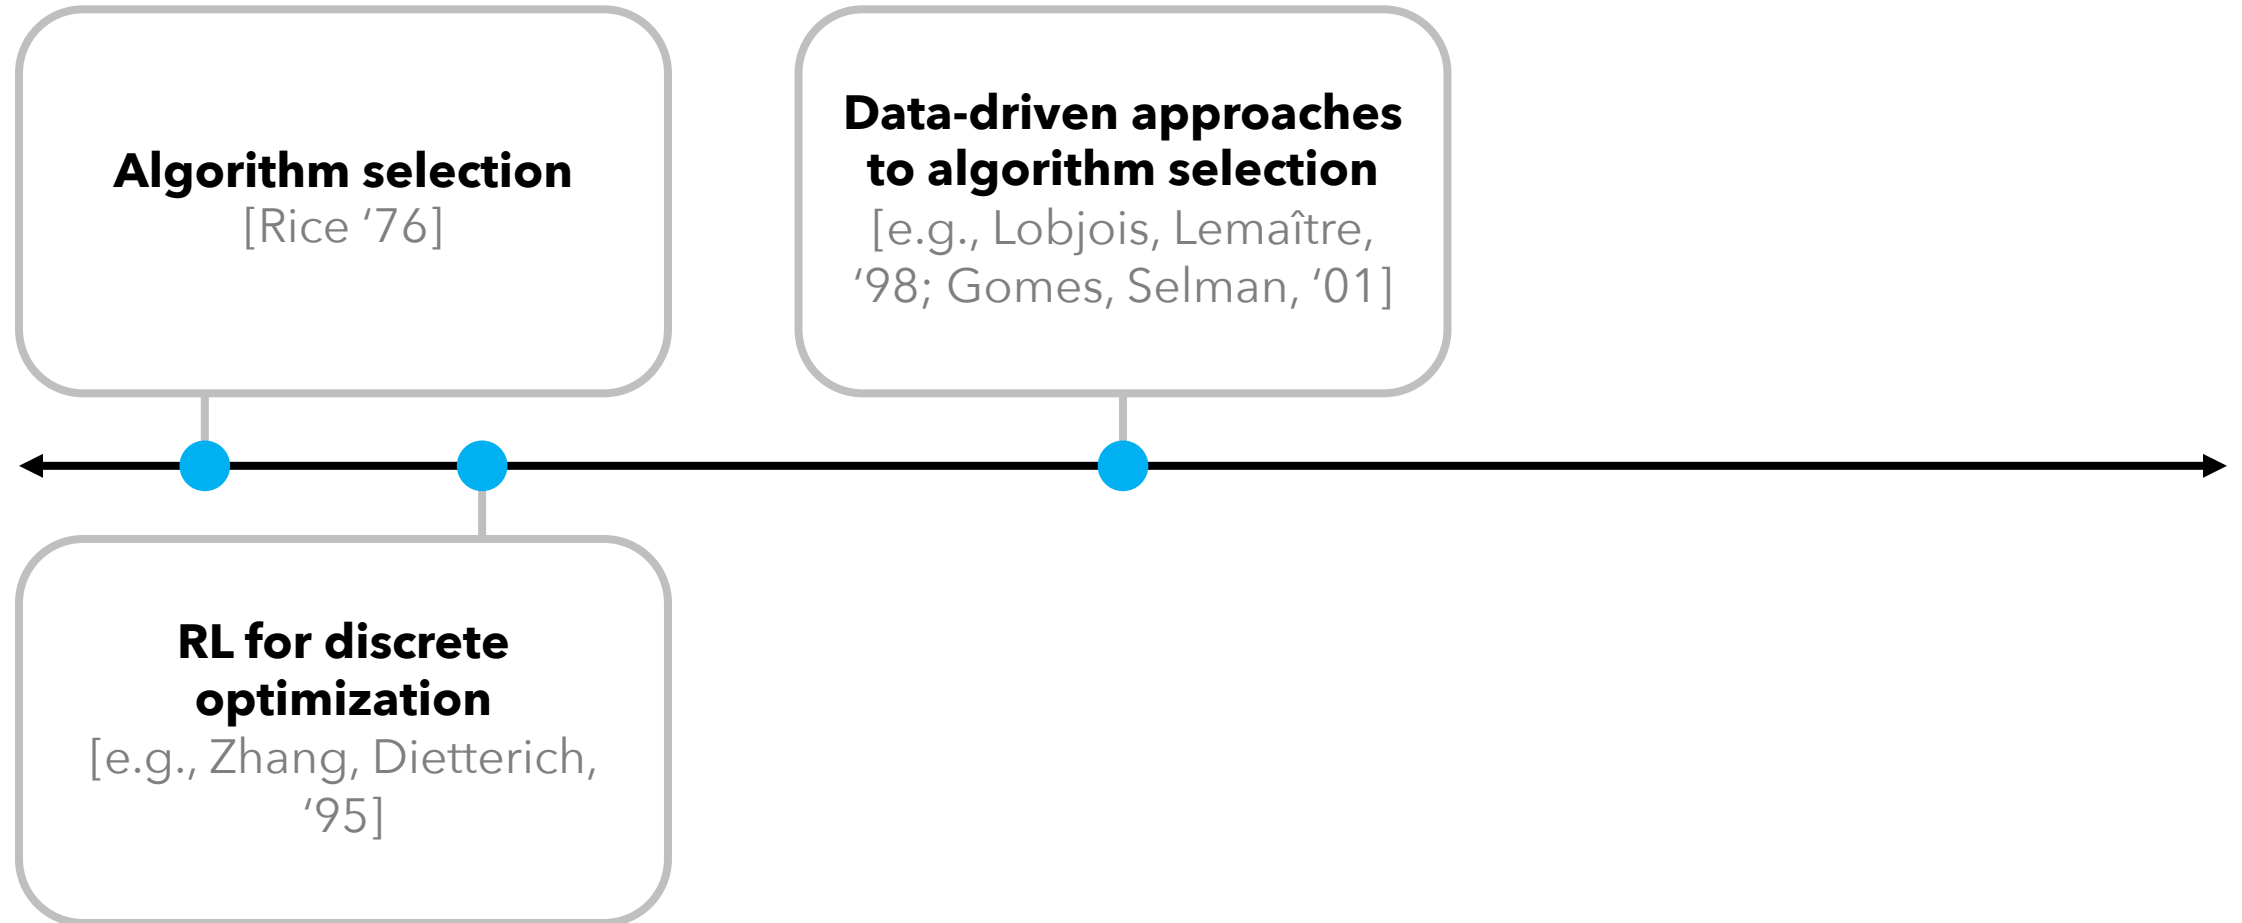 Algorithm selection
[Rice ‘76]
Data-driven approaches
to algorithm selection
[e.g., Lobjois, Lemaître,
‘98; Gomes, Selman, ‘01]
RL for discrete
optimization
[e.g., Zhang, Dietterich,
‘95]